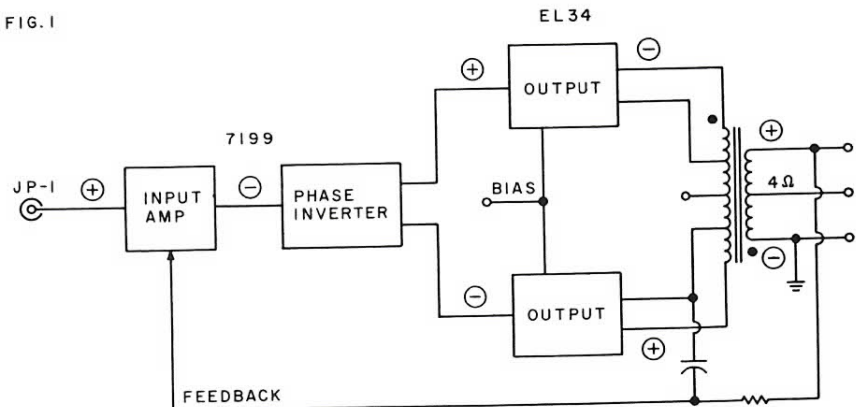 FIG.1
EL34
OUTPUT
7199
JP-1
INPUT
AMP
PHASE
INVERTER
BIAS
4Ω
OUTPUT
FEEDBACK
+
+
-
+
-
-
+
+
-